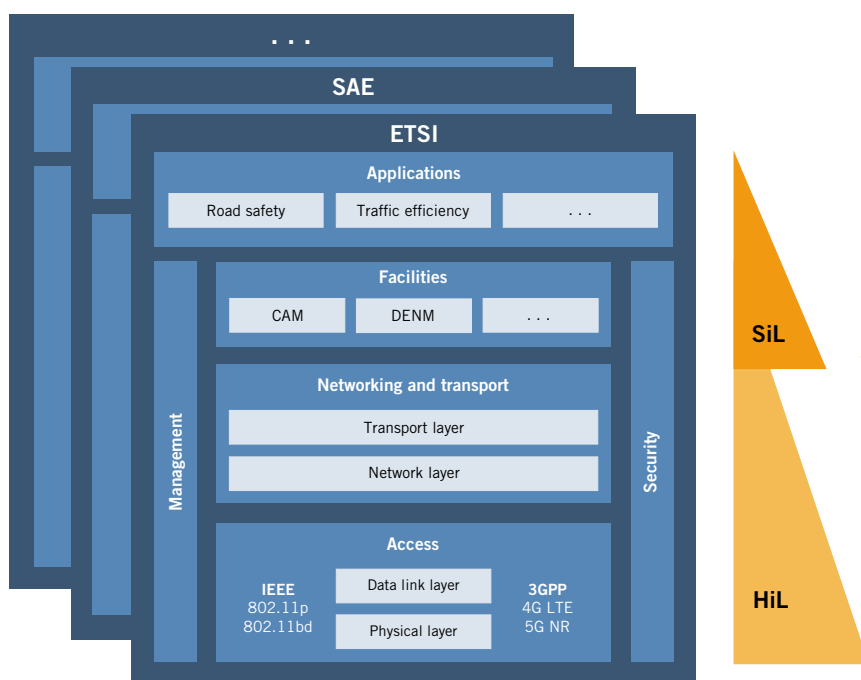 . . .
SAE
ETSI
Applications
Road safety
Traffic efficiency
. . .
Facilities
CAM
DENM
. . .
Networking and transport
Transport layer
Network layer
Management
Security
Access
IEEE
802.11p
802.11bd
Data link layer
Physical layer
3GPP
4G LTE
5G NR
SiL
HiL